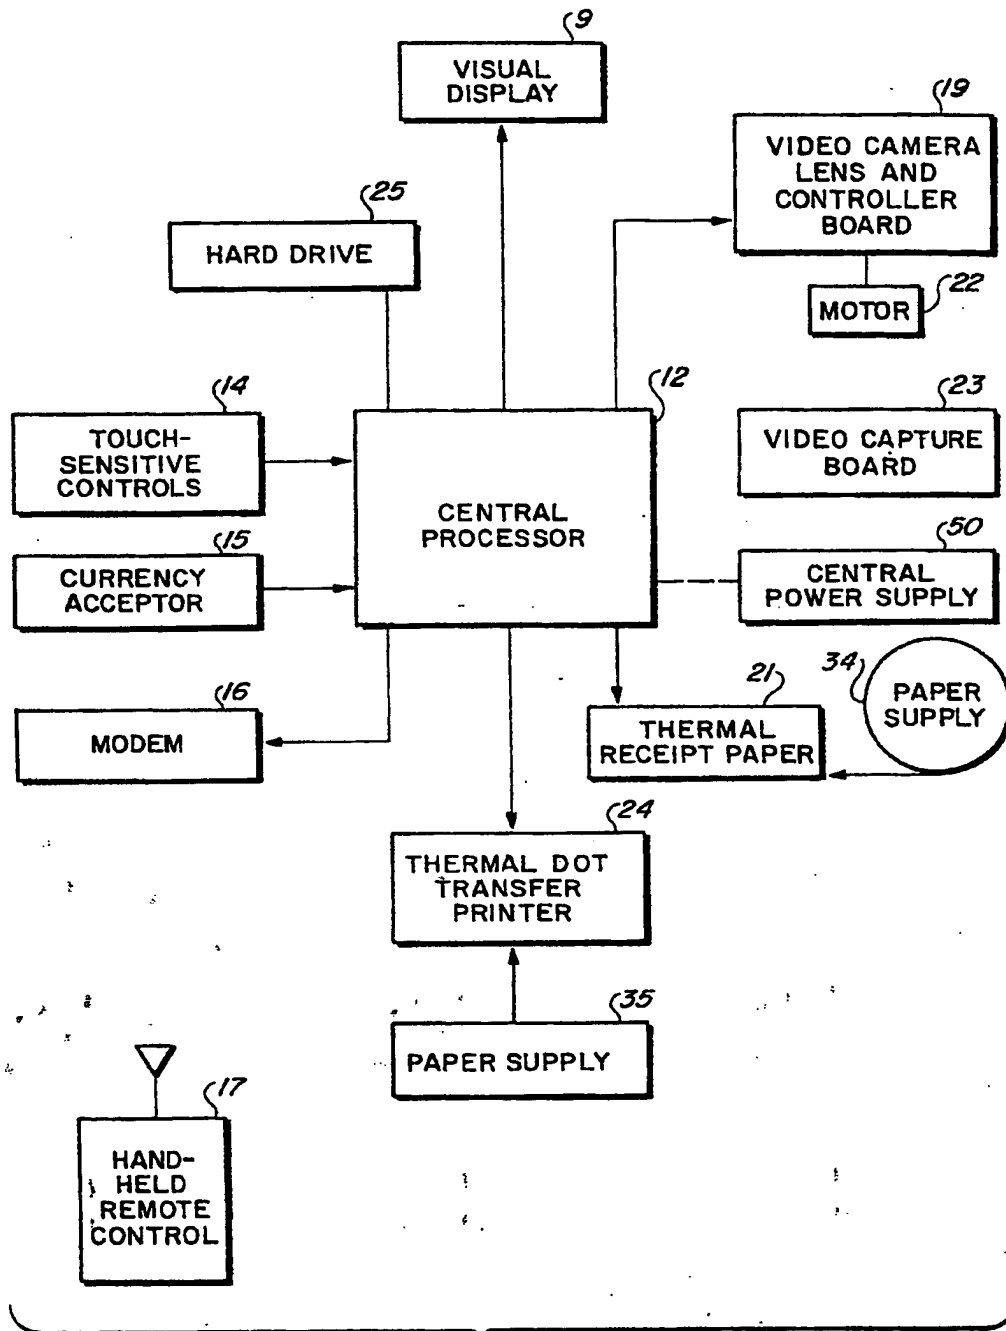 9
VISUAL
DISPLAY
19
VIDEO CAMERA
LENS AND
CONTROLLER
BOARD
25
HARD DRIVE
22
MOTOR
14
TOUCH-
SENSITIVE
CONTROLS
12
CENTRAL
PROCESSOR
23
VIDEO CAPTURE
BOARD
15
CURRENCY
ACCEPTOR
50
CENTRAL
POWER SUPPLY
16
MODEM
21
THERMAL
RECEIPT PAPER
34
PAPER
SUPPLY
24
THERMAL DOT
TRANSFER
PRINTER
35
PAPER SUPPLY
17
HAND-
HELD
REMOTE
CONTROL